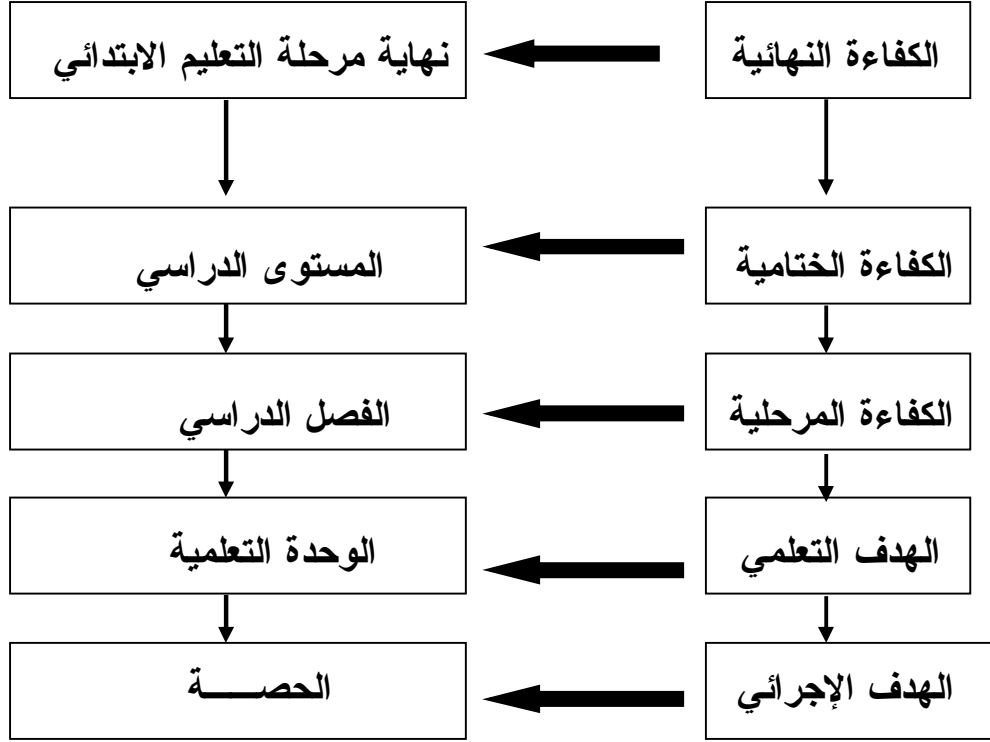 الكفاءة النهائية
نهاية مرحلة التعليم الابتدائي
الكفاءة الختامية
المستوى الدراسي
الكفاءة المرحلية
الفصل الدراسي
الهدف التعلمي
الوحدة التعلمية
الهدف الإجرائي
الحصـــــة